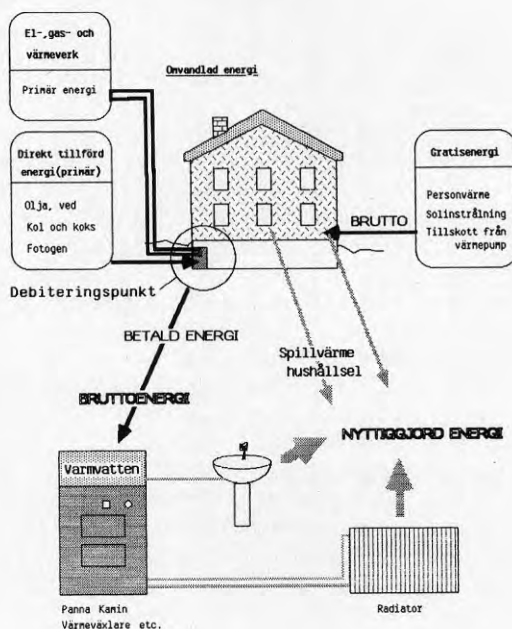 El-,gas- och
värmeverk
Primär energi
Omvandlad energi
Direkt tillförd
energi(primär)
Olja, ved
Kol och koks
Fotogen
Gratisenergi
Personvärme
Solinstrålning
Tillskott från
värmepump
BRUTTO
Debiteringspunkt
BETALD ENERGI
Spillvärme
hushållsel
BRUTTOENERGI
NYTTIGGJORD ENERGI
Varmvatten
Panna Kamin
Värmeväxlare etc.
Radiator